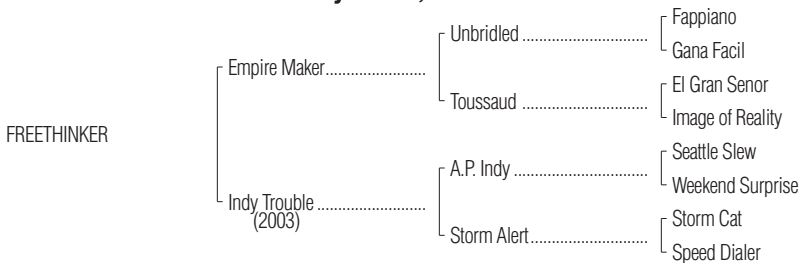 Fappiano
Unbridled
Gana Facil
Empire Maker
El Gran Senor
Toussaud
Image of Reality
FREETHINKER
Seattle Slew
A.P. Indy
Weekend Surprise
Indy Trouble
(2003)
Storm Cat
Storm Alert
Speed Dialer